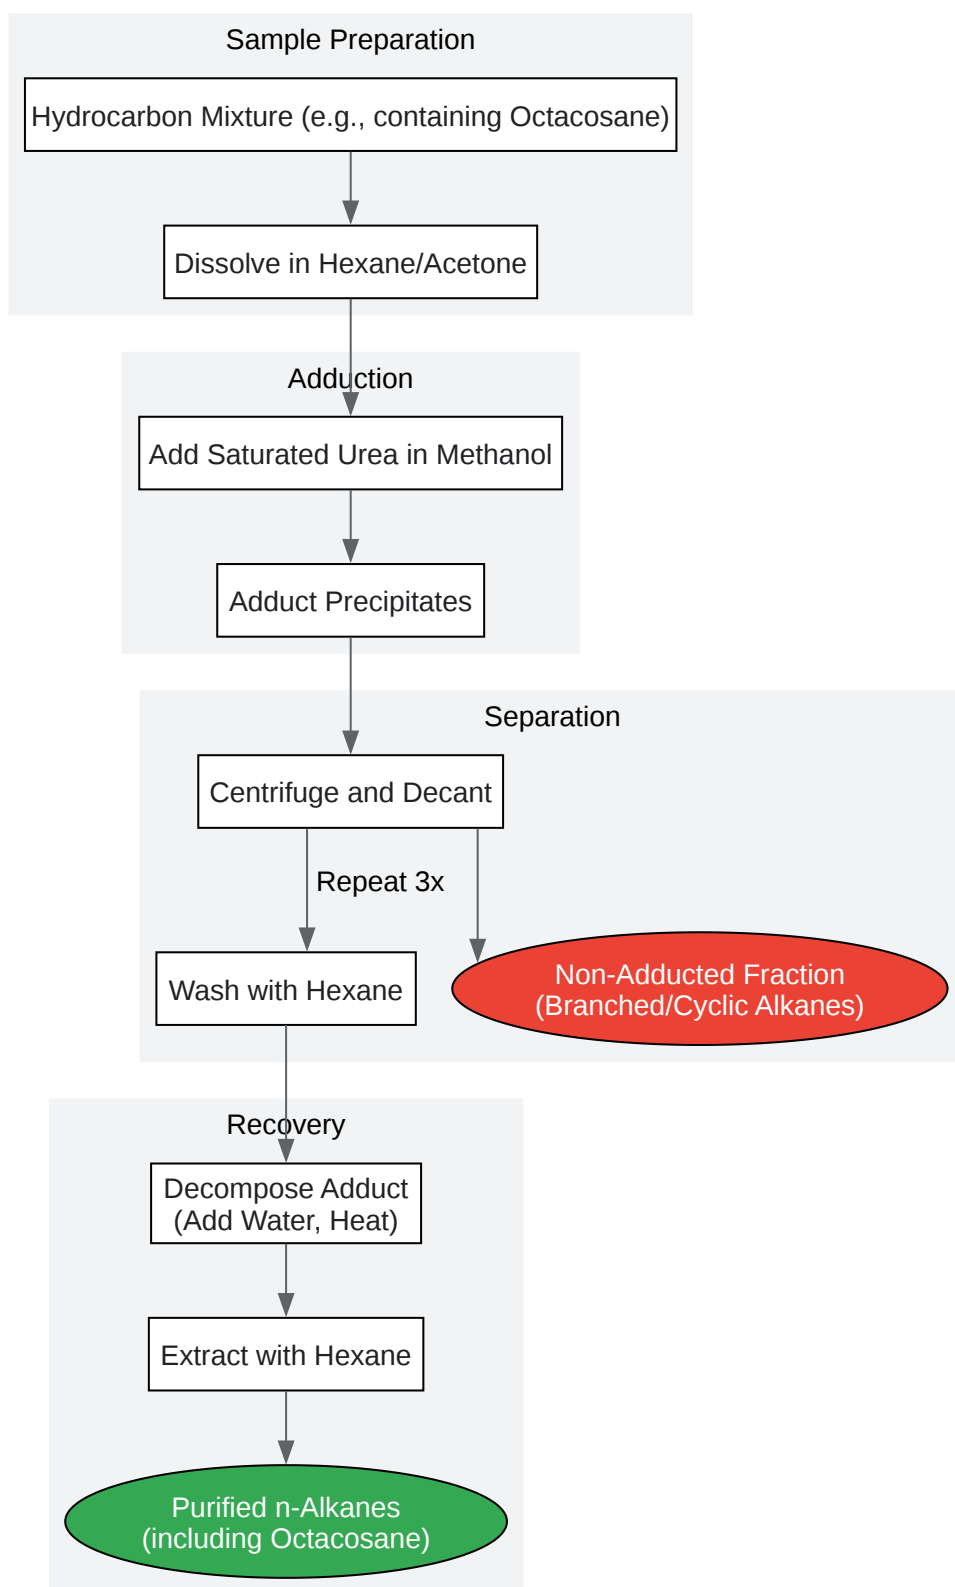 Sample Preparation
Hydrocarbon Mixture (e.g., containing Octacosane)
Dissolve in Hexane/Acetone
Adduction
Add Saturated Urea in Methanol
Adduct Precipitates
Separation
Centrifuge and Decant
Repeat 3x
Wash with Hexane
Non-Adducted Fraction
(Branched/Cyclic Alkanes)
Recovery
Decompose Adduct
(Add Water, Heat)
Extract with Hexane
Purified n-Alkanes
(including Octacosane)